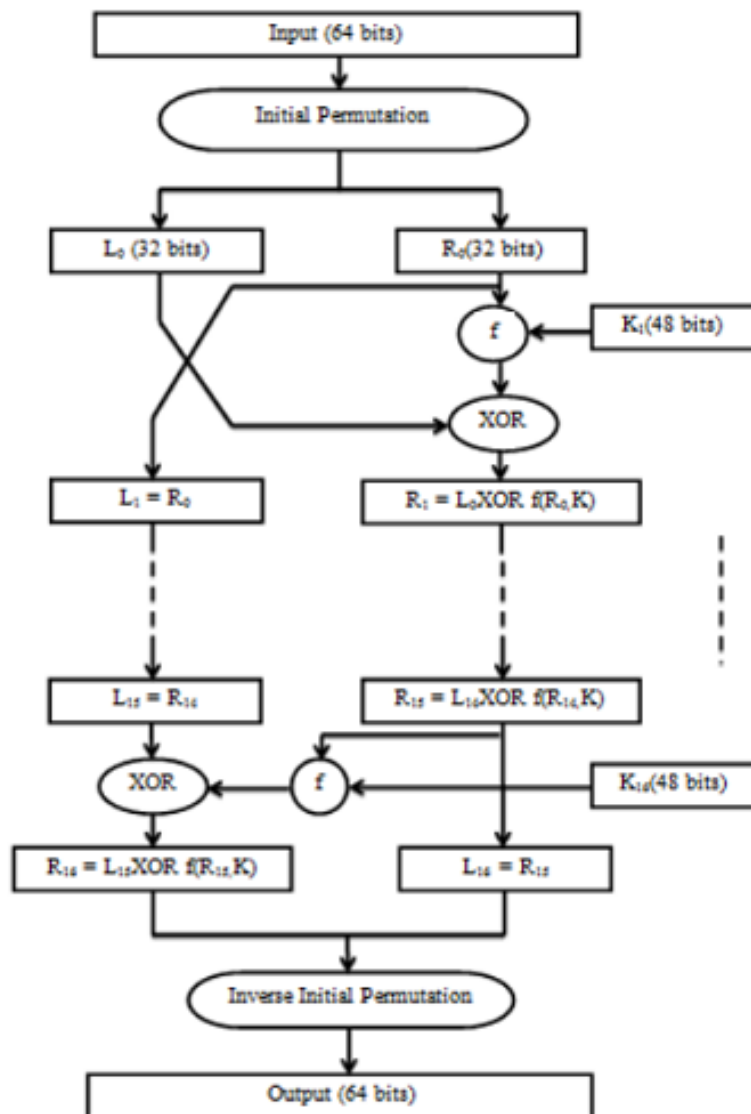 Input (64 bits)
Initial Permutation
L₀ (32 bits)
R₀(32 bits)
f
K₁(48 bits)
XOR
L₁ = R₀
R₁ = L₀XOR f(R₀,K)
L₁₅ = R₁₄
R₁₅ = L₁₄XOR f(R₁₄,K)
XOR
f
K₁₆(48 bits)
R₁₆ = L₁₅XOR f(R₁₅,K)
L₁₆ = R₁₅
Inverse Initial Permutation
Output (64 bits)